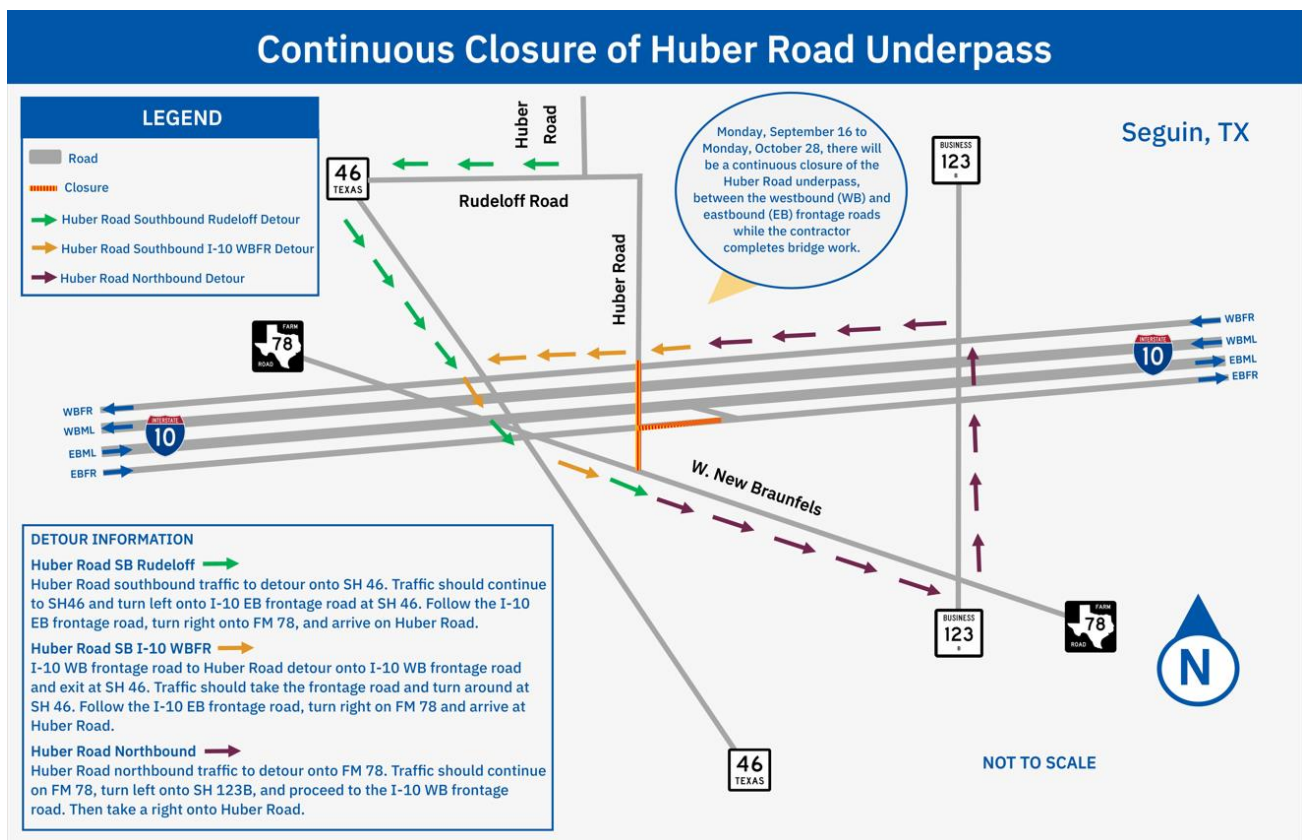 Continuous Closure of Huber Road Underpass
LEGEND
Road
Closure
Huber Road Southbound Rudeloff Detour
Huber Road Southbound I-10 WBFR Detour
Huber Road Northbound Detour
Huber
Road
46
TEXAS
Rudeloff Road
Huber Road
Monday, September 16 to
Monday, October 28, there will
be a continuous closure of the
Huber Road underpass,
between the westbound (WB) and
eastbound (EB) frontage roads
while the contractor
completes bridge work.
BUSINESS
123
B
Seguin, TX
FARM
78
ROAD
WBFR
WBML
EBML
EBFR
INTERSTATE
10
WBFR
WBML
EBML
EBFR
INTERSTATE
10
W. New Braunfels
DETOUR INFORMATION
Huber Road SB Rudeloff
Huber Road southbound traffic to detour onto SH 46. Traffic should continue
to SH46 and turn left onto I-10 EB frontage road at SH 46. Follow the I-10
EB frontage road, turn right onto FM 78, and arrive on Huber Road.
Huber Road SB I-10 WBFR
I-10 WB frontage road to Huber Road detour onto I-10 WB frontage road
and exit at SH 46. Traffic should take the frontage road and turn around at
SH 46. Follow the I-10 EB frontage road, turn right on FM 78 and arrive at
Huber Road.
Huber Road Northbound
Huber Road northbound traffic to detour onto FM 78. Traffic should continue
on FM 78, turn left onto SH 123B, and proceed to the I-10 WB frontage
road. Then take a right onto Huber Road.
BUSINESS
123
B
FARM
78
ROAD
N
46
TEXAS
NOT TO SCALE